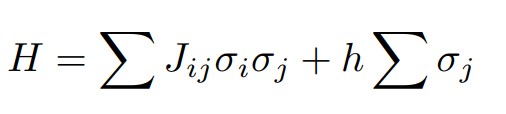 H = ∑ J_{ij}σ_iσ_j + h ∑ σ_j